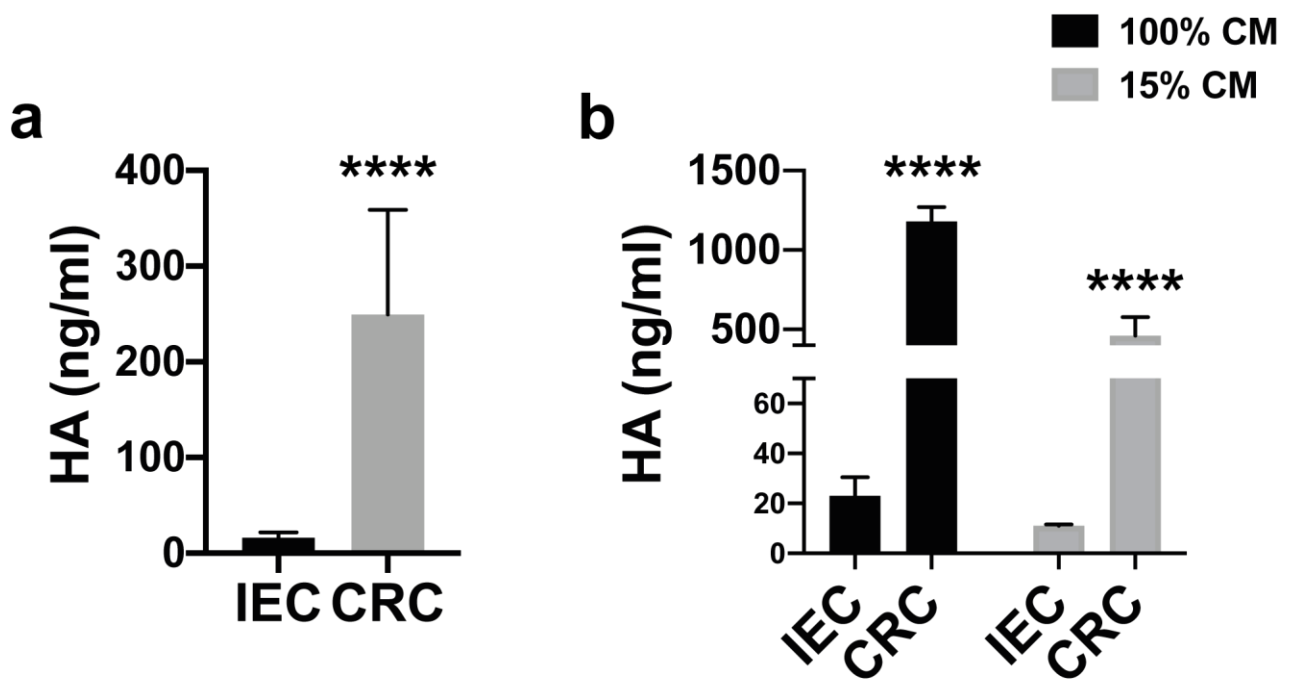 100% CM
15% CM
a
HA (ng/ml)
400
300
200
100
0
****
IEC CRC
b
HA (ng/ml)
1500
1000
500
60
40
20
0
****
****
IEC
CRC
IEC
CRC